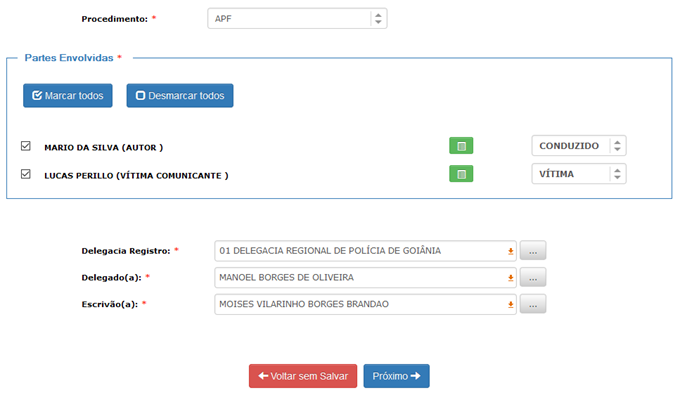 Procedimento: * APF
Partes Envolvidas *
Marcar todos Desmarcar todos
MARIO DA SILVA (AUTOR ) CONDUZIDO
LUCAS PERILLO (VÍTIMA COMUNICANTE ) VÍTIMA
Delegacia Registro: * 01 DELEGACIA REGIONAL DE POLÍCIA DE GOIÂNIA ...
Delegado(a): * MANOEL BORGES DE OLIVEIRA ...
Escrivão(a): * MOISES VILARINHO BORGES BRANDAO ...
Voltar sem Salvar Próximo